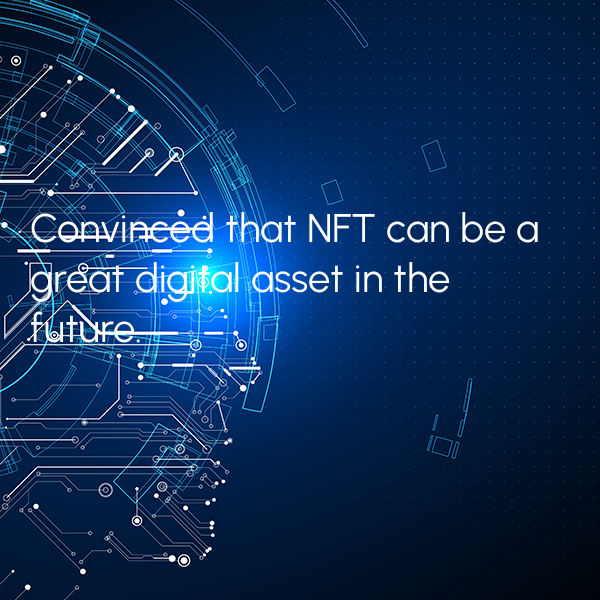 Convinced that NFT can be a
great digital asset in the
future.